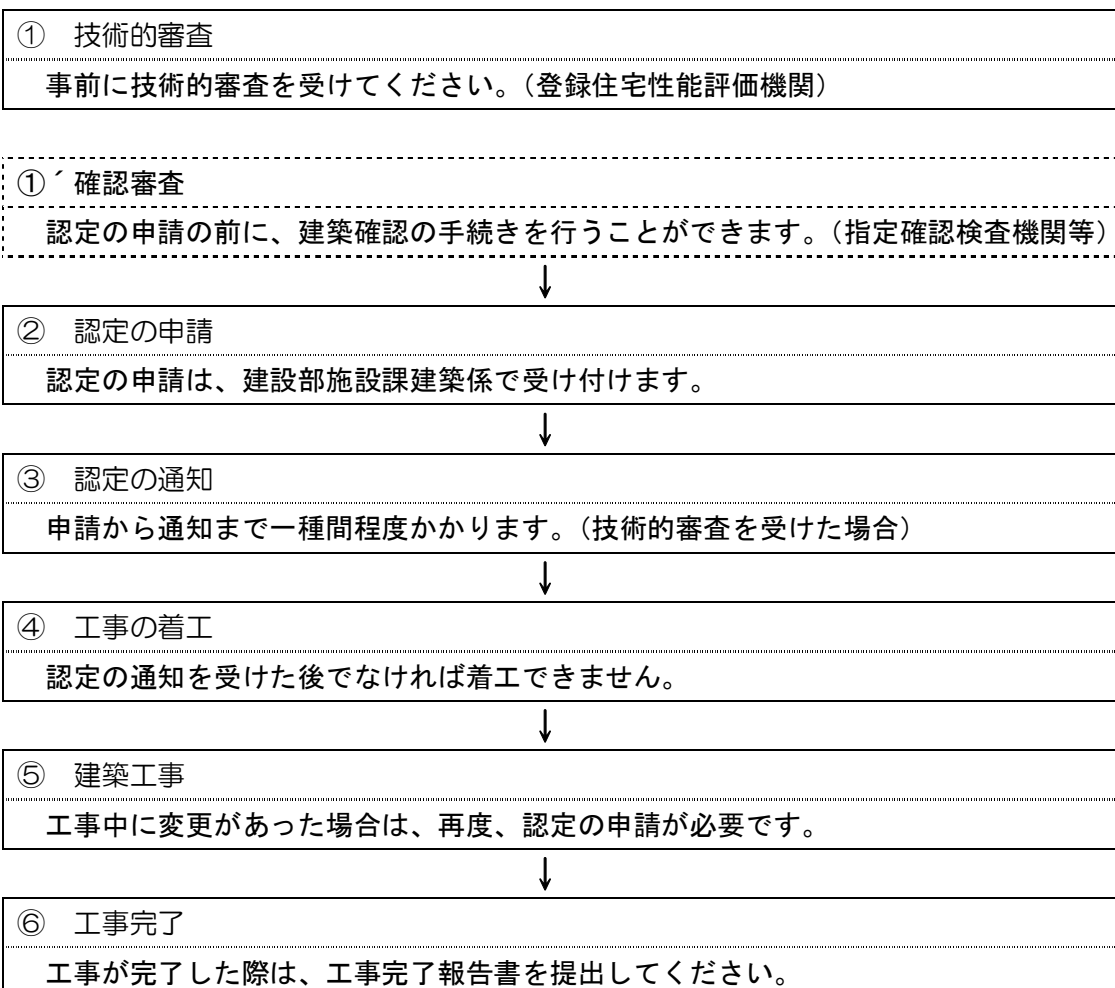 ① 技術的審査
事前に技術的審査を受けてください。（登録住宅性能評価機関）
①´確認審査
認定の申請の前に、建築確認の手続きを行うことができます。（指定確認検査機関等）
↓
② 認定の申請
認定の申請は、建設部施設課建築係で受け付けます。
↓
③ 認定の通知
申請から通知まで一種間程度かかります。（技術的審査を受けた場合）
↓
④ 工事の着工
認定の通知を受けた後でなければ着工できません。
↓
⑤ 建築工事
工事中に変更があった場合は、再度、認定の申請が必要です。
↓
⑥ 工事完了
工事が完了した際は、工事完了報告書を提出してください。